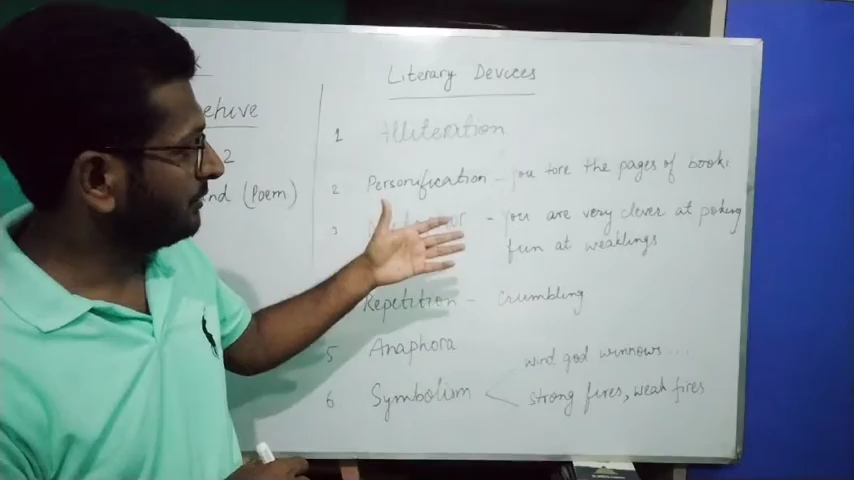 Literary Devices
ehive
2
nd (Poem)
1 Alliteration
2 Personification - you tore the pages of books
3 - you are very clever at poking
fun at weaklings
Repetition - crumbling
5 Anaphora
wind god winnows...
6 Symbolism
strong fires, weak fires